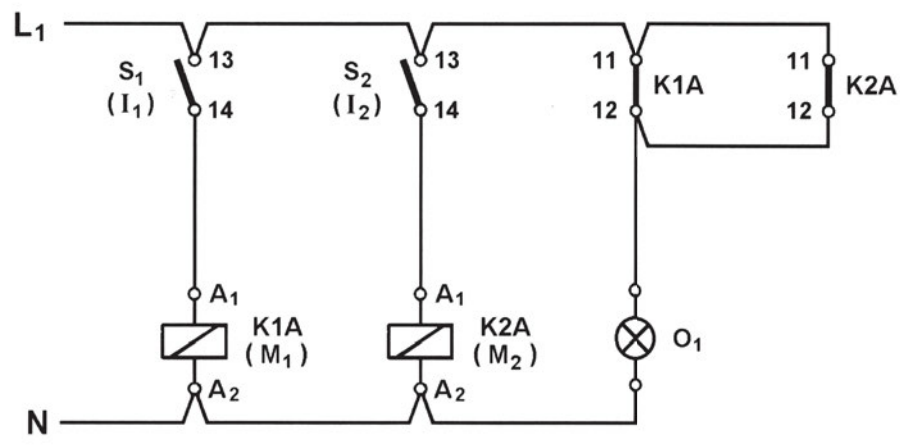 L1
S1
(I1)
13
14
S2
(I2)
13
14
11
12
K1A
11
12
K2A
A1
K1A
(M1)
A2
A1
K2A
(M2)
A2
O1
N